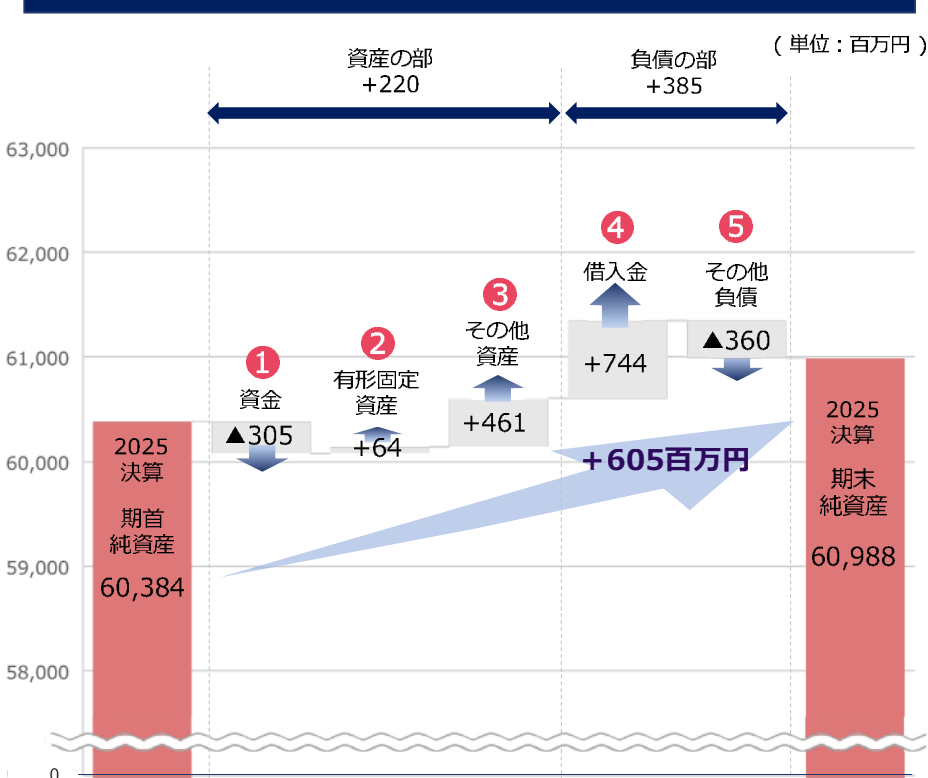 (単位：百万円)
資産の部
+220
負債の部
+385
63,000
62,000
61,000
60,000
59,000
58,000
0
2025
決算
期首
純資産
60,384
1
資金
▲305
2
有形固定
資産
+64
3
その他
資産
+461
4
借入金
+744
5
その他
負債
▲360
+605百万円
2025
決算
期末
純資産
60,988